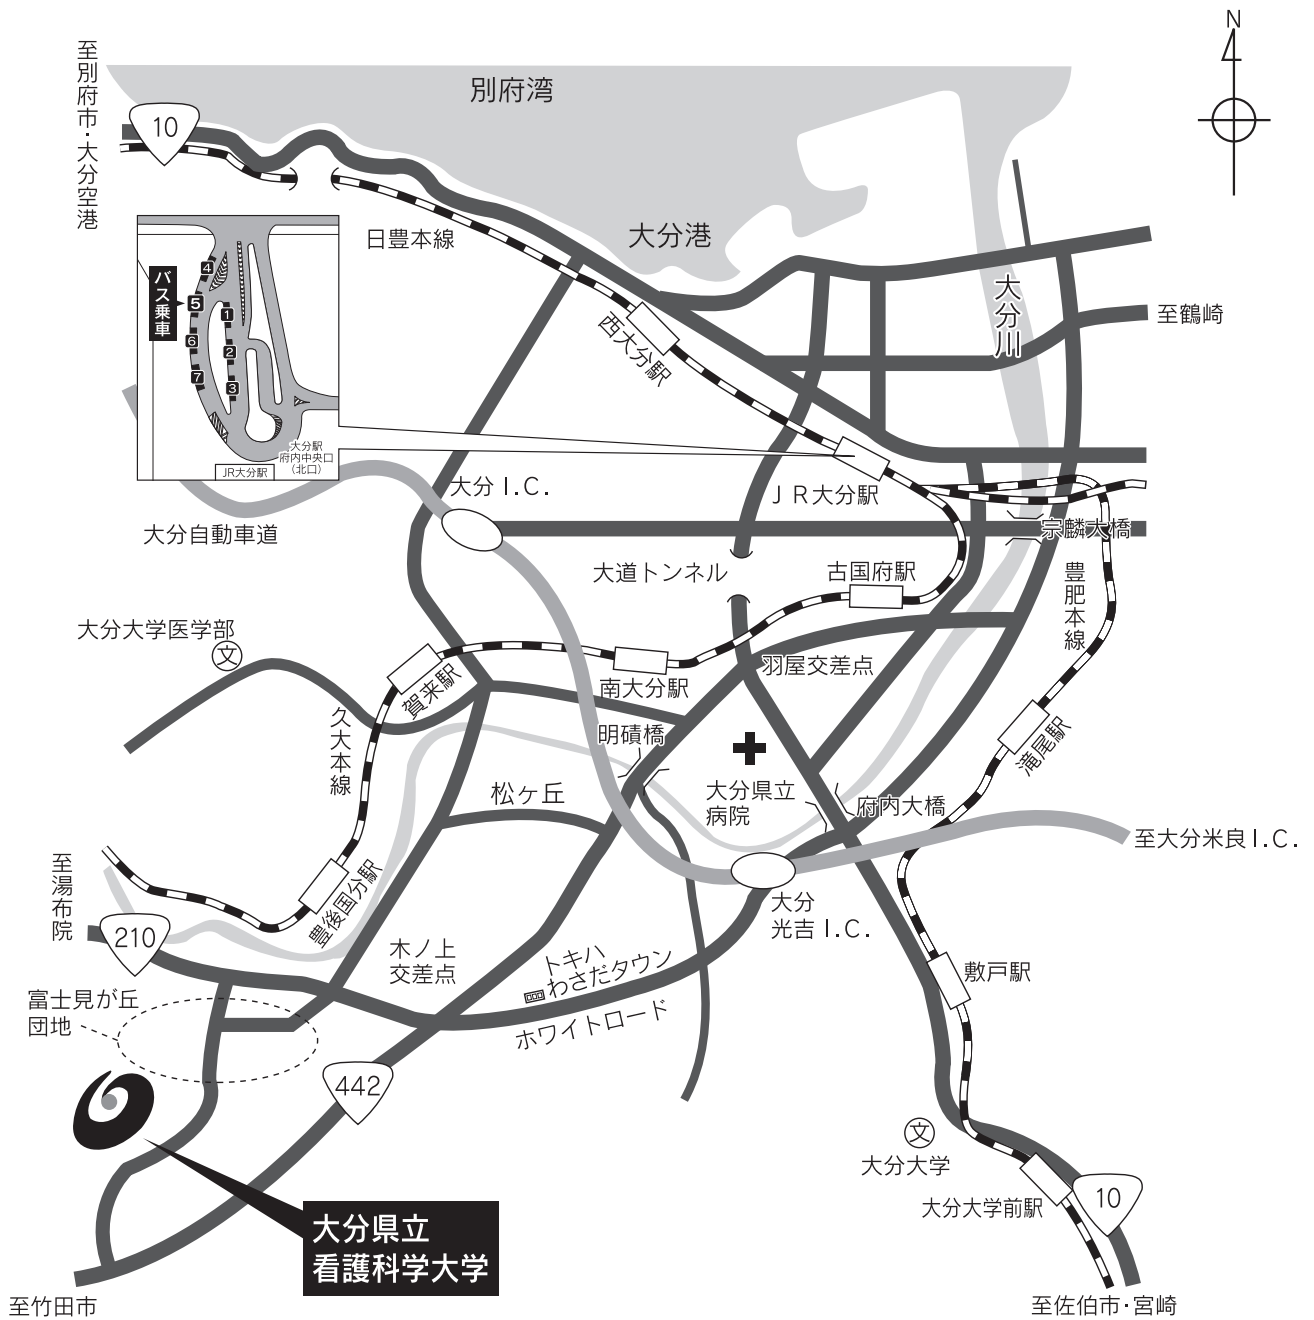 N
至別府市・大分空港
別府湾
10
大分港
日豊本線
大分川
至鶴崎
バス乗車
4
5
6
7
1
2
3
大分駅
府内中央口
(北口)
JR大分駅
西大分駅
JR大分駅
大分I.C.
大分自動車道
宗麟大橋
大道トンネル
古国府駅
豊肥本線
大分大学医学部
文
賀来駅
南大分駅
羽屋交差点
久大本線
明磧橋
滝尾駅
松ヶ丘
大分県立
病院
府内大橋
至大分米良I.C.
至湯布院
豊後国分駅
大分
光吉I.C.
210
木ノ上
交差点
トキハ
わさだタウン
ホワイトロード
敷戸駅
富士見が丘
団地
442
文
大分大学
大分大学前駅
10
大分県立
看護科学大学
至竹田市
至佐伯市・宮崎